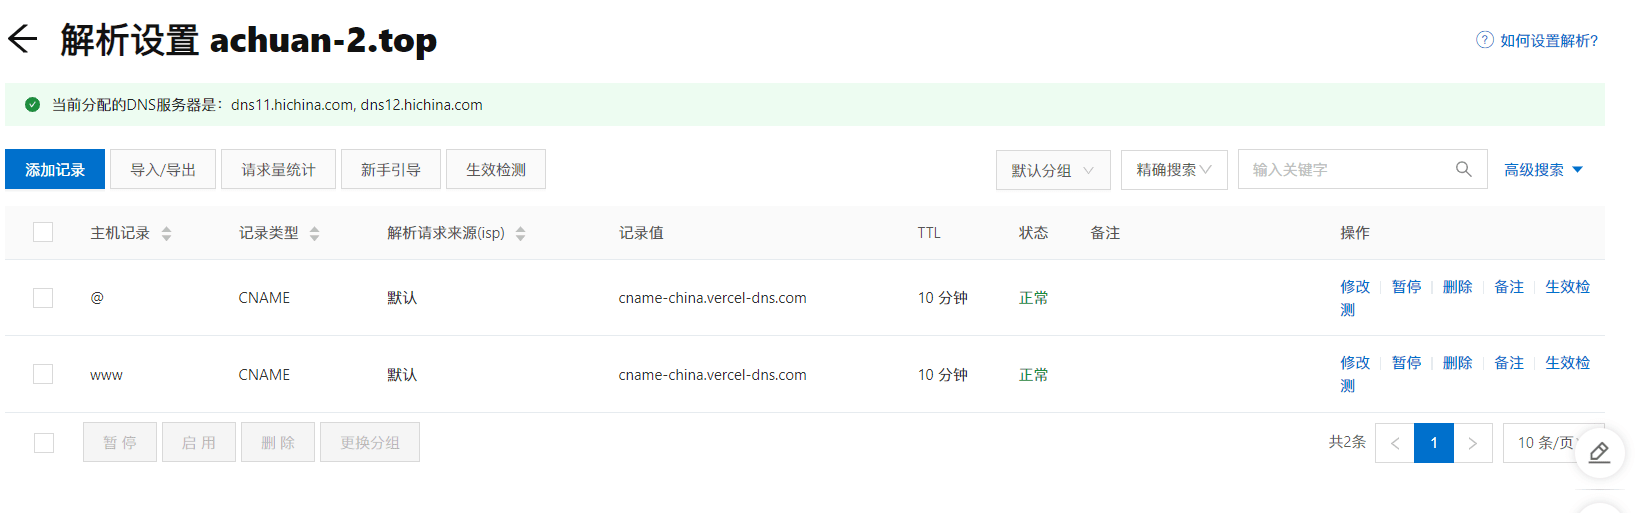 解析设置 achuan-2.top
如何设置解析?
当前分配的DNS服务器是：dns11.hichina.com, dns12.hichina.com
添加记录 导入/导出 请求量统计 新手引导 生效检测 默认分组 精确搜索 输入关键字 高级搜索
主机记录 记录类型 解析请求来源(isp) 记录值 TTL 状态 备注 操作
@ CNAME 默认 cname-china.vercel-dns.com 10 分钟 正常 修改 暂停 删除 备注 生效检
测
www CNAME 默认 cname-china.vercel-dns.com 10 分钟 正常 修改 暂停 删除 备注 生效检
测
暂 停 启 用 删 除 更换分组 共2条 1 10 条/页